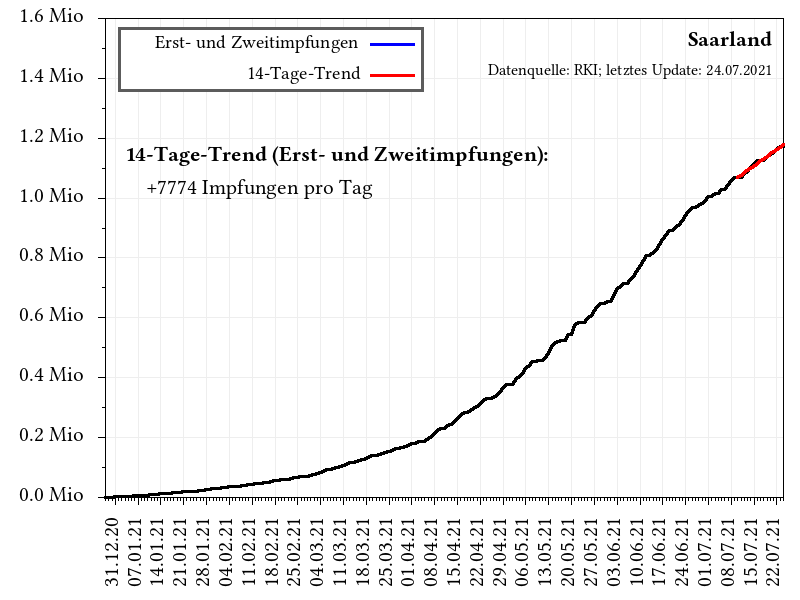 1.6 Mio
1.4 Mio
1.2 Mio
1.0 Mio
0.8 Mio
0.6 Mio
0.4 Mio
0.2 Mio
0.0 Mio
Erst- und Zweitimpfungen
14-Tage-Trend
Saarland
Datenquelle: RKI; letztes Update: 24.07.2021
14-Tage-Trend (Erst- und Zweitimpfungen):
+7774 Impfungen pro Tag
31.12.20
07.01.21
14.01.21
21.01.21
28.01.21
04.02.21
11.02.21
18.02.21
25.02.21
04.03.21
11.03.21
18.03.21
25.03.21
01.04.21
08.04.21
15.04.21
22.04.21
29.04.21
06.05.21
13.05.21
20.05.21
27.05.21
03.06.21
10.06.21
17.06.21
24.06.21
01.07.21
08.07.21
15.07.21
22.07.21